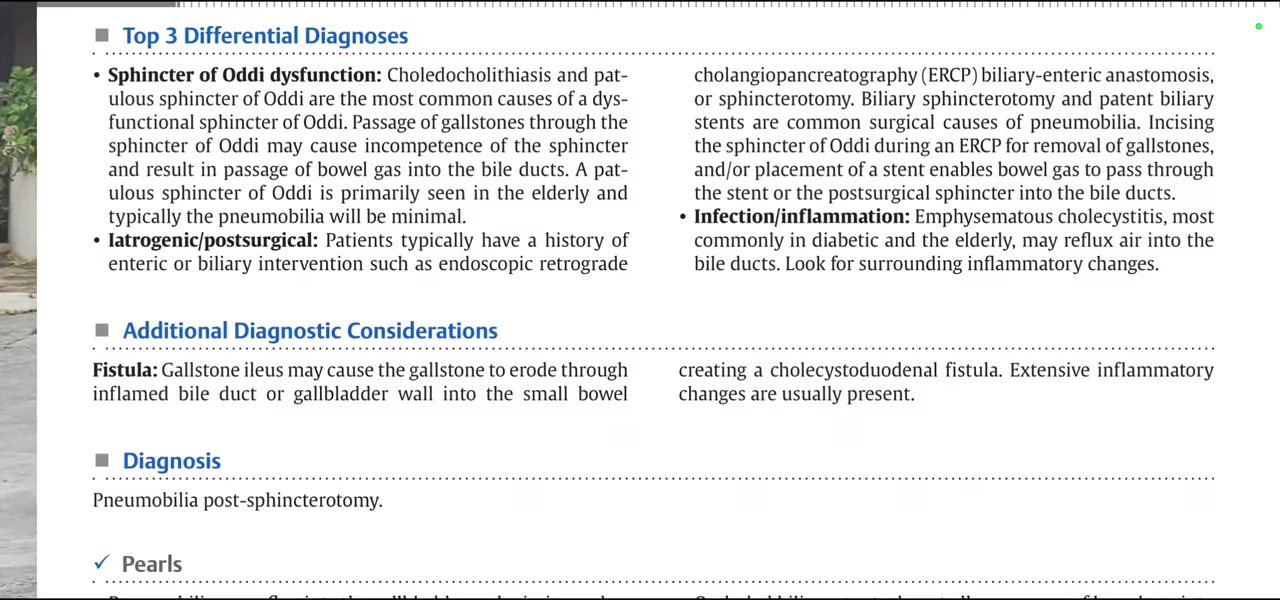 Top 3 Differential Diagnoses
• Sphincter of Oddi dysfunction: Choledocholithiasis and pat-
ulous sphincter of Oddi are the most common causes of a dys-
functional sphincter of Oddi. Passage of gallstones through the
sphincter of Oddi may cause incompetence of the sphincter
and result in passage of bowel gas into the bile ducts. A pat-
ulous sphincter of Oddi is primarily seen in the elderly and
typically the pneumobilia will be minimal.
• Iatrogenic/postsurgical: Patients typically have a history of
enteric or biliary intervention such as endoscopic retrograde
cholangiopancreatography (ERCP) biliary-enteric anastomosis,
or sphincterotomy. Biliary sphincterotomy and patent biliary
stents are common surgical causes of pneumobilia. Incising
the sphincter of Oddi during an ERCP for removal of gallstones,
and/or placement of a stent enables bowel gas to pass through
the stent or the postsurgical sphincter into the bile ducts.
• Infection/inflammation: Emphysematous cholecystitis, most
commonly in diabetic and the elderly, may reflux air into the
bile ducts. Look for surrounding inflammatory changes.
Additional Diagnostic Considerations
Fistula: Gallstone ileus may cause the gallstone to erode through
inflamed bile duct or gallbladder wall into the small bowel
creating a cholecystoduodenal fistula. Extensive inflammatory
changes are usually present.
Diagnosis
Pneumobilia post-sphincterotomy.
✓ Pearls